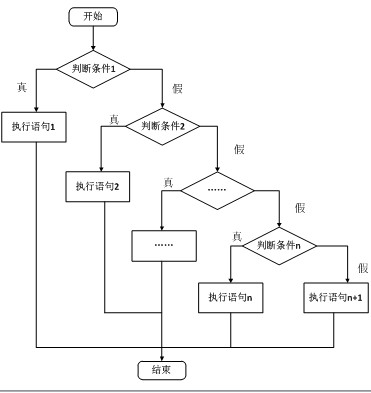 开始
判断条件1
真
假
执行语句1
判断条件2
真
假
执行语句2
……
真
假
……
判断条件n
真
假
执行语句n
执行语句n+1
结束